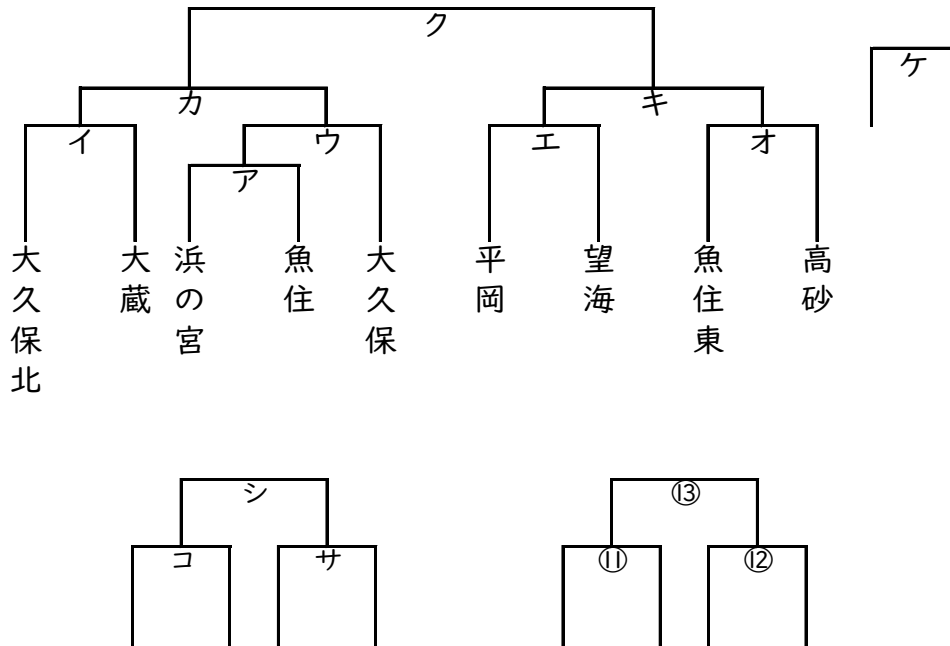 ク
ケ
カ
キ
イ
ウ
エ
オ
ア
大久保北
大蔵
浜の宮
魚住
大久保
平岡
望海
魚住東
高砂
シ
⑬
コ
サ
⑪
⑫